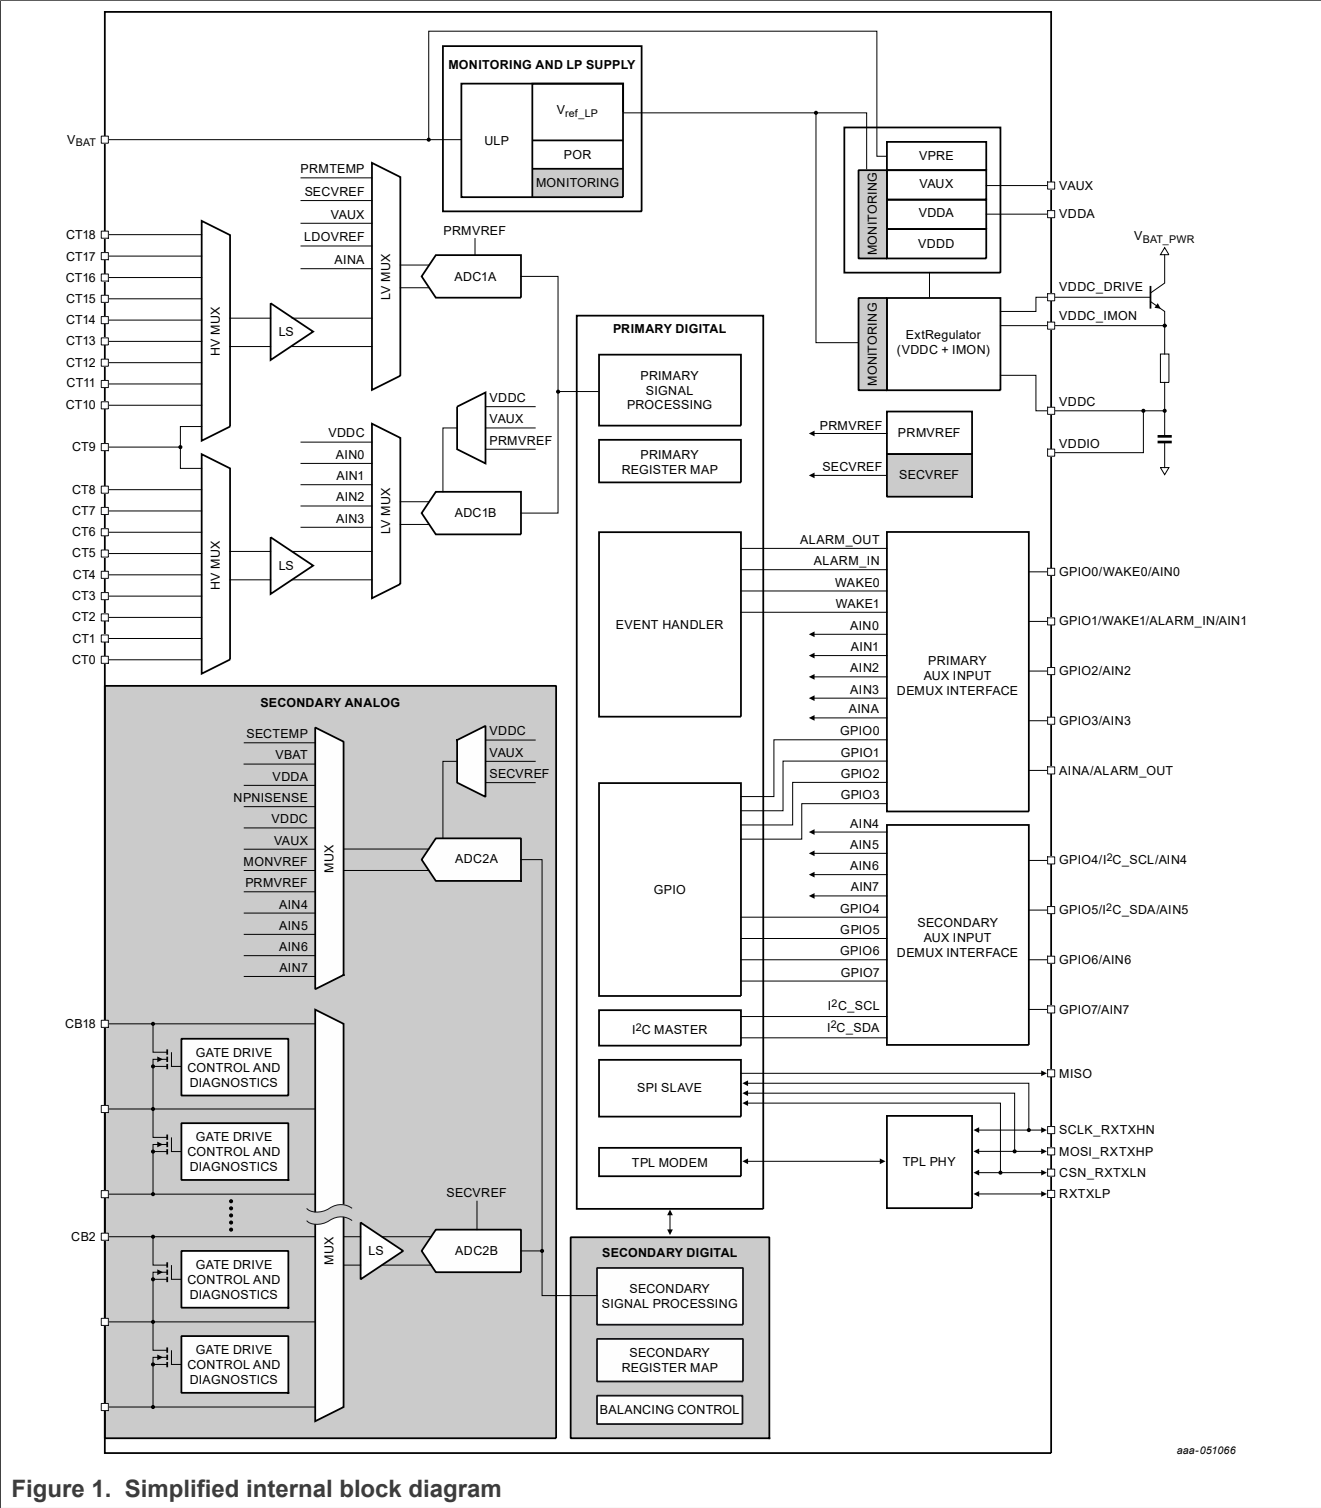 MONITORING AND LP SUPPLY
ULP
Vref_LP
POR
MONITORING
VBAT
PRMTEMP
SECVREF
VAUX
LDOVREF
AINA
LV MUX
PRMVREF
ADC1A
CT18
CT17
CT16
CT15
CT14
CT13
CT12
CT11
CT10
CT9
CT8
CT7
CT6
CT5
CT4
CT3
CT2
CT1
CT0
HV MUX
LS
HV MUX
LS
VDDC
AIN0
AIN1
AIN2
AIN3
LV MUX
VDDC
VAUX
PRMVREF
ADC1B
MONITORING
VPRE
VAUX
VDDA
VDDD
VAUX
VDDA
VBAT_PWR
VDDC_DRIVE
VDDC_IMON
VDDC
VDDIO
MONITORING
ExtRegulator
(VDDC + IMON)
PRMVREF
PRMVREF
SECVREF
SECVREF
PRIMARY DIGITAL
PRIMARY
SIGNAL
PROCESSING
PRIMARY
REGISTER MAP
EVENT HANDLER
GPIO
I2C MASTER
SPI SLAVE
TPL MODEM
ALARM_OUT
ALARM_IN
WAKE0
WAKE1
AIN0
AIN1
AIN2
AIN3
AINA
GPIO0
GPIO1
GPIO2
GPIO3
PRIMARY
AUX INPUT
DEMUX INTERFACE
GPIO0/WAKE0/AIN0
GPIO1/WAKE1/ALARM_IN/AIN1
GPIO2/AIN2
GPIO3/AIN3
AINA/ALARM_OUT
AIN4
AIN5
AIN6
AIN7
GPIO4
GPIO5
GPIO6
GPIO7
I2C_SCL
I2C_SDA
SECONDARY
AUX INPUT
DEMUX INTERFACE
GPIO4/I2C_SCL/AIN4
GPIO5/I2C_SDA/AIN5
GPIO6/AIN6
GPIO7/AIN7
MISO
SCLK_RXTXHN
MOSI_RXTXHP
CSN_RXTXLN
RXTXLP
TPL PHY
SECONDARY ANALOG
SECTEMP
VBAT
VDDA
NPNISENSE
VDDC
VAUX
MONVREF
PRMVREF
AIN4
AIN5
AIN6
AIN7
MUX
VDDC
VAUX
SECVREF
ADC2A
CB18
GATE DRIVE
CONTROL AND
DIAGNOSTICS
GATE DRIVE
CONTROL AND
DIAGNOSTICS
CB2
GATE DRIVE
CONTROL AND
DIAGNOSTICS
GATE DRIVE
CONTROL AND
DIAGNOSTICS
MUX
LS
SECVREF
ADC2B
SECONDARY DIGITAL
SECONDARY
SIGNAL PROCESSING
SECONDARY
REGISTER MAP
BALANCING CONTROL
aaa-051066
Figure 1. Simplified internal block diagram